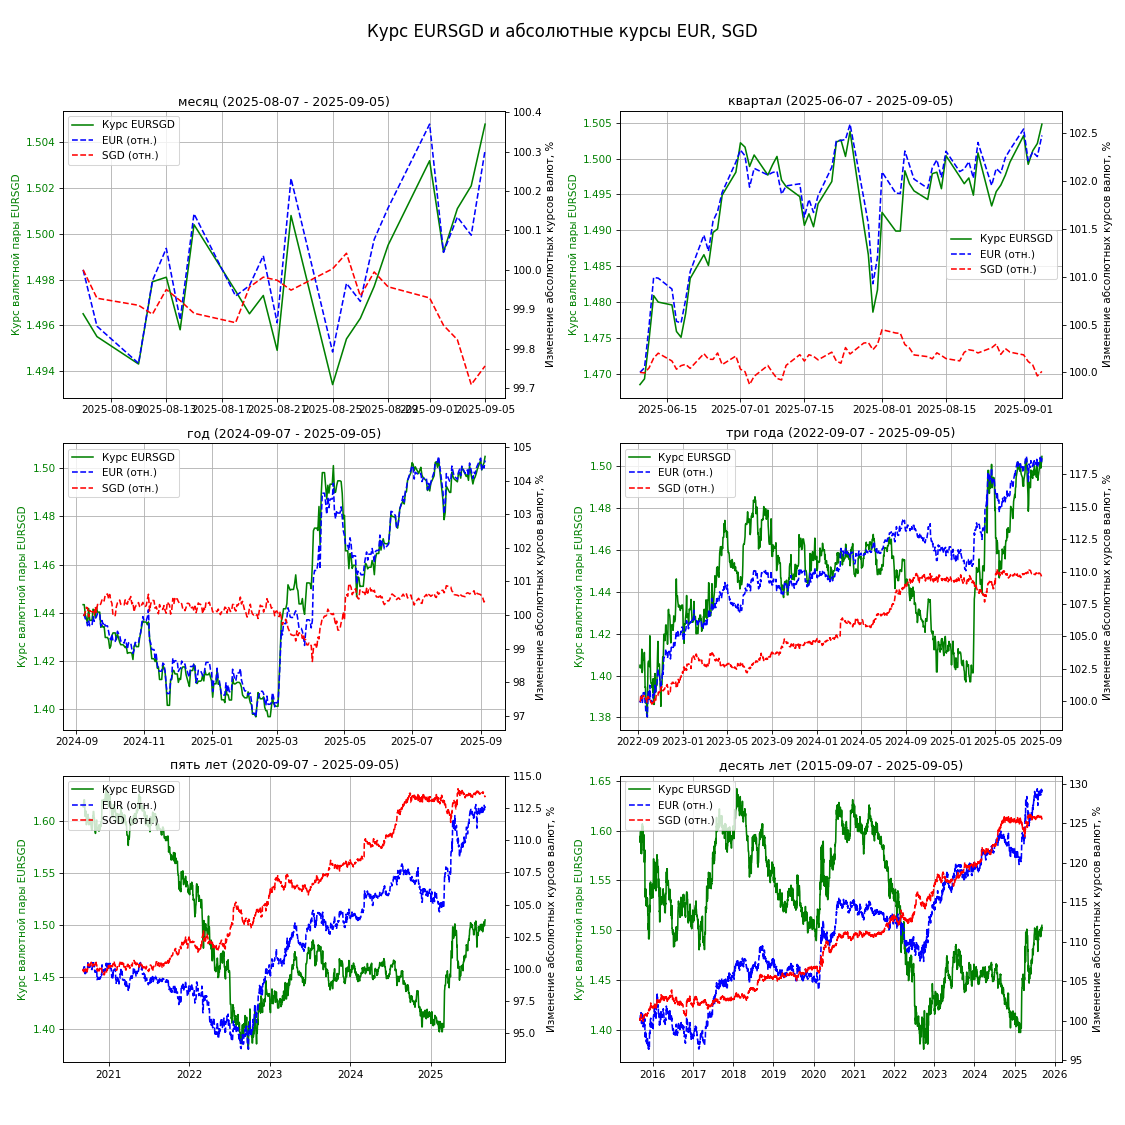 Курс EURSGD и абсолютные курсы EUR, SGD
месяц (2025-08-07 - 2025-09-05)
Курс валютной пары EURSGD
1.504
1.502
1.500
1.498
1.496
1.494
Курс EURSGD
EUR (отн.)
SGD (отн.)
100.4
100.3
100.2
100.1
100.0
99.9
99.8
99.7
Изменение абсолютных курсов валют, %
2025-08-09 2025-08-13 2025-08-17 2025-08-21 2025-08-25 2025-08-29 2025-09-01 2025-09-05
квартал (2025-06-07 - 2025-09-05)
Курс валютной пары EURSGD
1.505
1.500
1.495
1.490
1.485
1.480
1.475
1.470
Курс EURSGD
EUR (отн.)
SGD (отн.)
102.5
102.0
101.5
101.0
100.5
100.0
Изменение абсолютных курсов валют, %
2025-06-15 2025-07-01 2025-07-15 2025-08-01 2025-08-15 2025-09-01
год (2024-09-07 - 2025-09-05)
Курс валютной пары EURSGD
1.50
1.48
1.46
1.44
1.42
1.40
Курс EURSGD
EUR (отн.)
SGD (отн.)
105
104
103
102
101
100
99
98
97
Изменение абсолютных курсов валют, %
2024-09 2024-11 2025-01 2025-03 2025-05 2025-07 2025-09
три года (2022-09-07 - 2025-09-05)
Курс валютной пары EURSGD
1.50
1.48
1.46
1.44
1.42
1.40
1.38
Курс EURSGD
EUR (отн.)
SGD (отн.)
117.5
115.0
112.5
110.0
107.5
105.0
102.5
100.0
Изменение абсолютных курсов валют, %
2022-09 2023-01 2023-05 2023-09 2024-01 2024-05 2024-09 2025-01 2025-05 2025-09
пять лет (2020-09-07 - 2025-09-05)
Курс валютной пары EURSGD
1.60
1.55
1.50
1.45
1.40
Курс EURSGD
EUR (отн.)
SGD (отн.)
115.0
112.5
110.0
107.5
105.0
102.5
100.0
97.5
95.0
Изменение абсолютных курсов валют, %
2021 2022 2023 2024 2025
десять лет (2015-09-07 - 2025-09-05)
Курс валютной пары EURSGD
1.65
1.60
1.55
1.50
1.45
1.40
Курс EURSGD
EUR (отн.)
SGD (отн.)
130
125
120
115
110
105
100
95
Изменение абсолютных курсов валют, %
2016 2017 2018 2019 2020 2021 2022 2023 2024 2025 2026